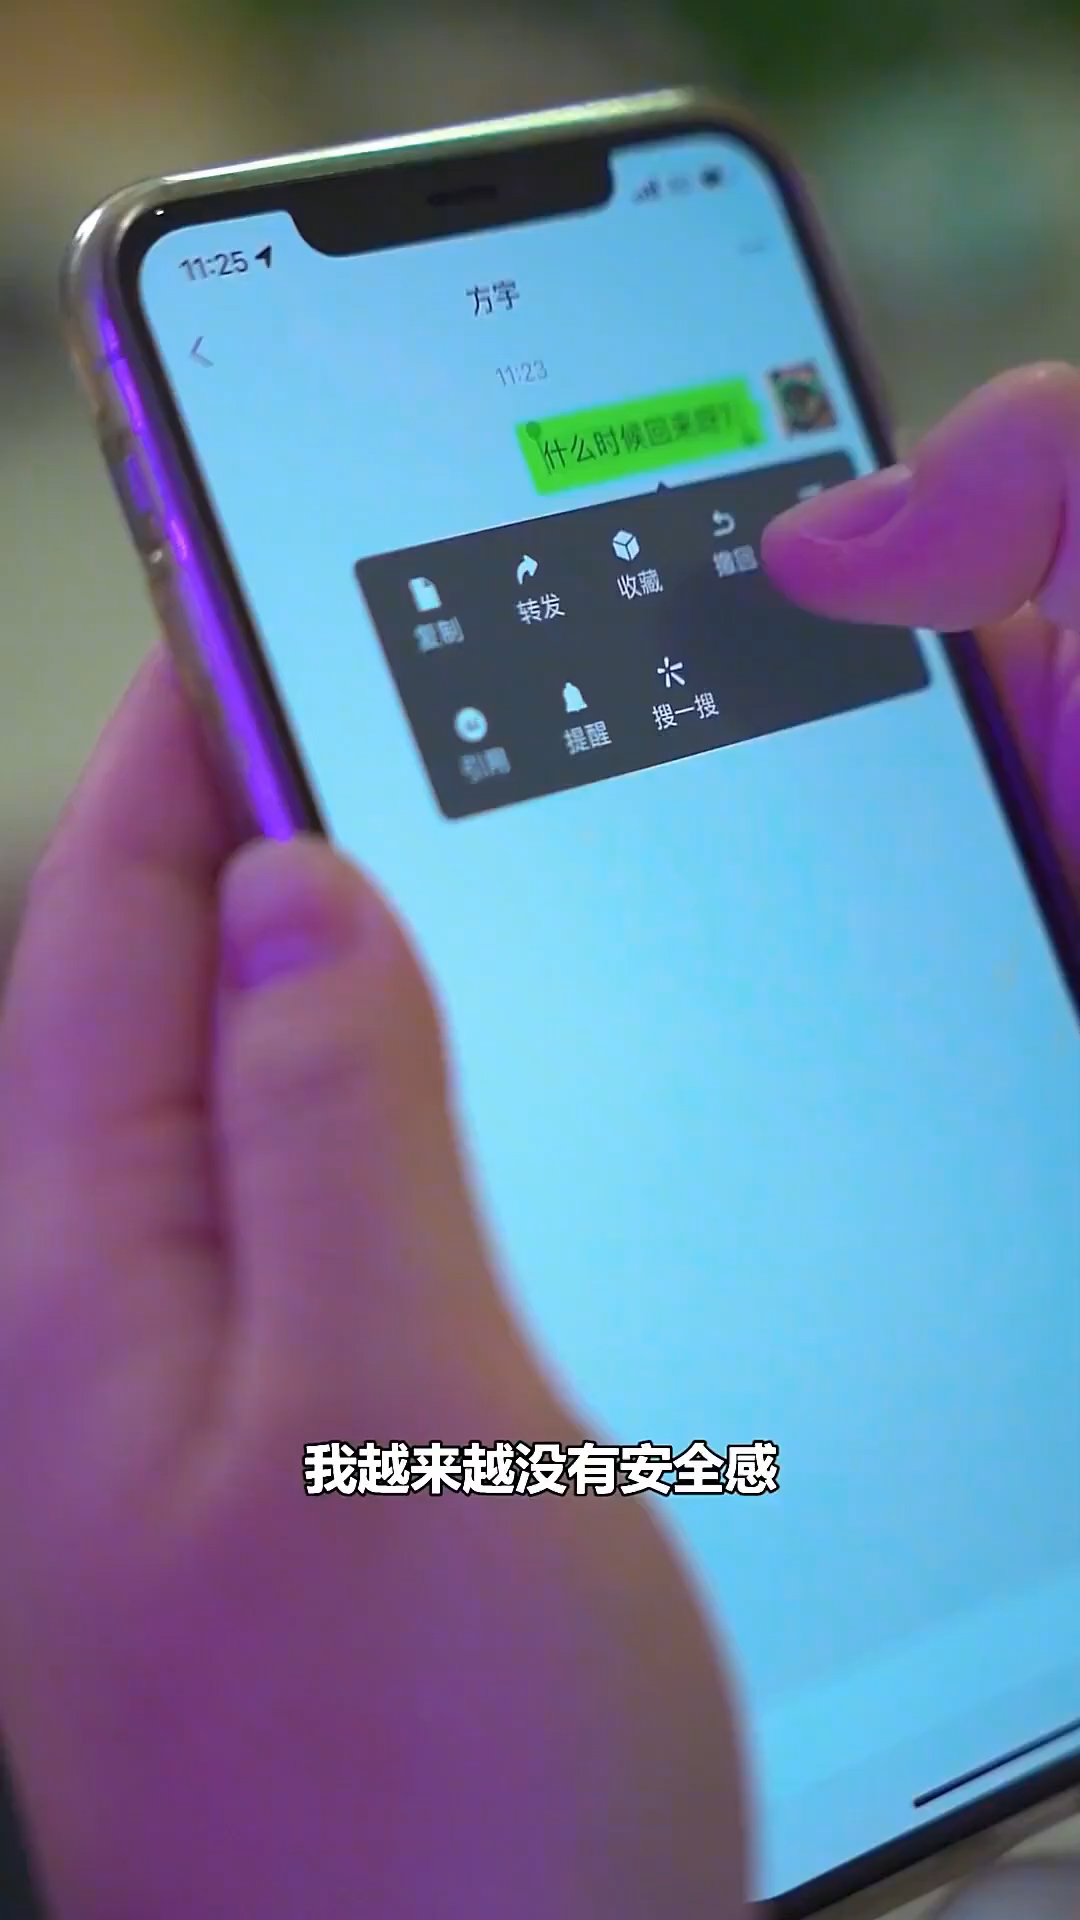 11:25
方宇
11:23
什么时候回来呀?
复制
转发
收藏
撤回
引用
提醒
搜一搜
我越来越没有安全感